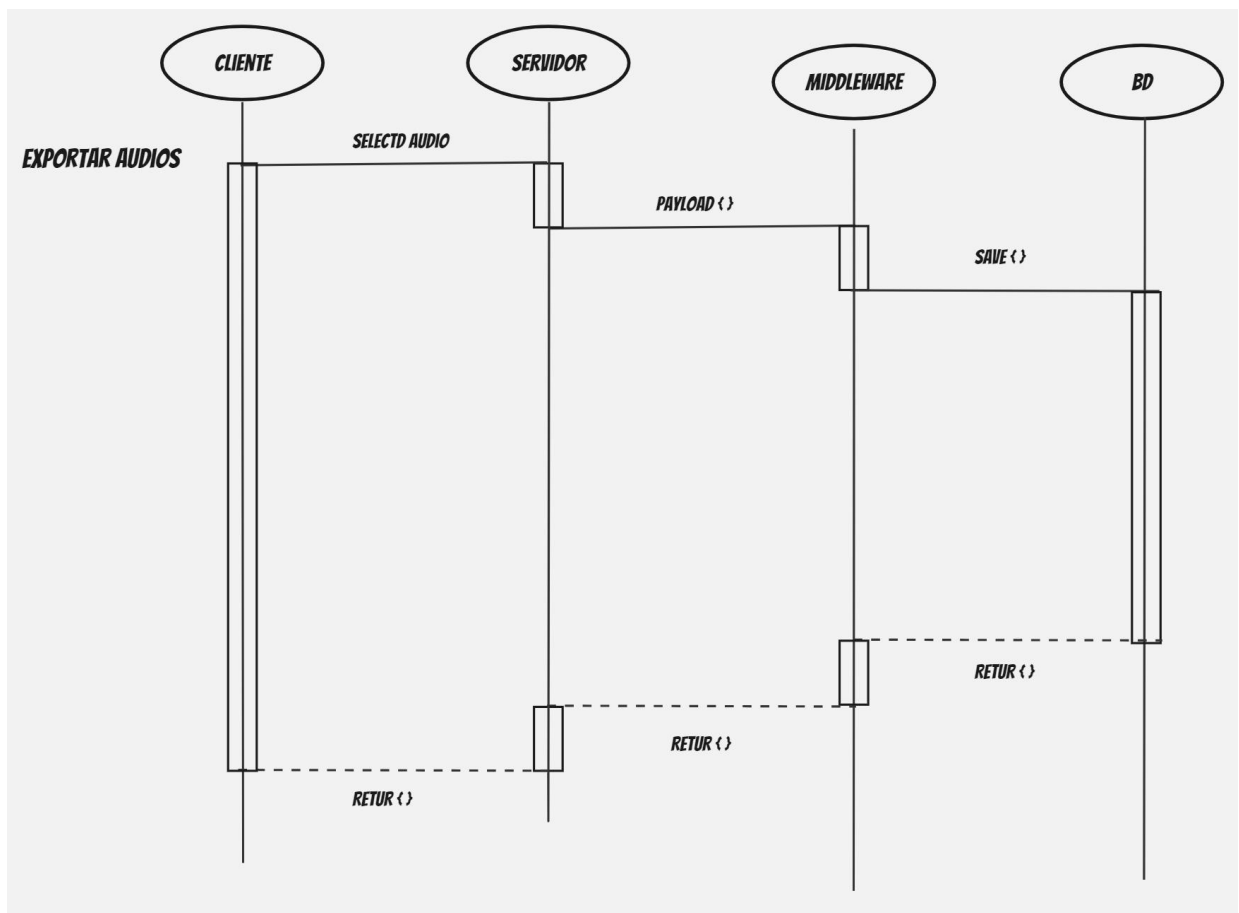 CLIENTE
SERVIDOR
MIDDLEWARE
BD
EXPORTAR AUDIOS
SELECTD AUDIO
PAYLOAD { }
SAVE { }
RETUR { }
RETUR { }
RETUR { }